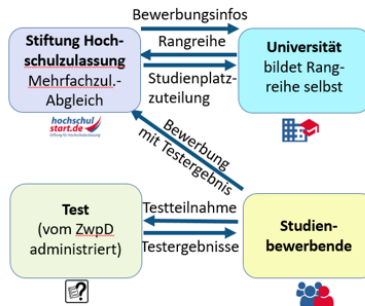 Bewerbungsinfos
Stiftung Hoch-
schulzulassung
Mehrfachzul.-
Abgleich
Rangreihe
Studienplatz-
zuteilung
Universität
bildet Rang-
reihe selbst
hochschul
start.de
Stiftung für Hochschulzulassung
Bewerbung
mit Testergebnis
Test
(vom ZwpD
administriert)
Testteilnahme
Testergebnisse
Studien-
bewerbende
?